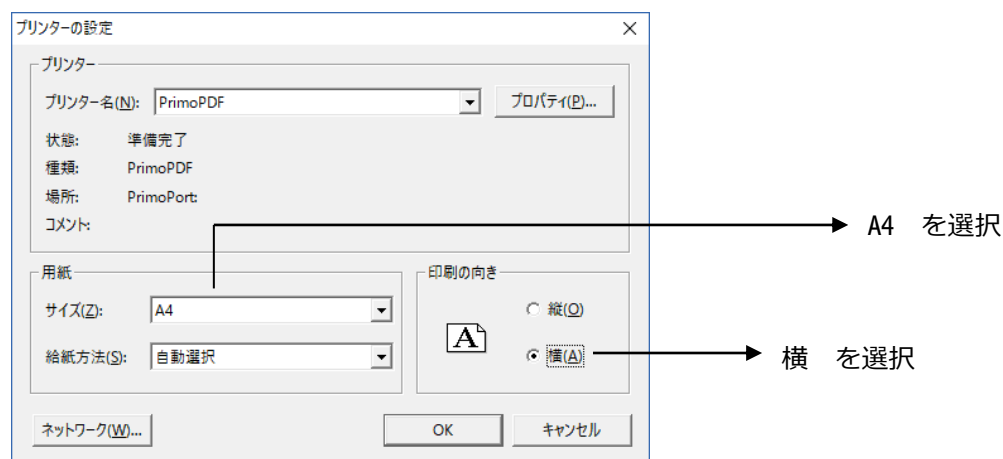 プリンターの設定
プリンター
プリンター名(N): PrimoPDF プロパティ(P)...
状態: 準備完了
種類: PrimoPDF
場所: PrimoPort:
コメント:
A4 を選択
用紙
サイズ(Z): A4
給紙方法(S): 自動選択
印刷の向き
A
縦(O)
横(A)
横 を選択
ネットワーク(W)... OK キャンセル